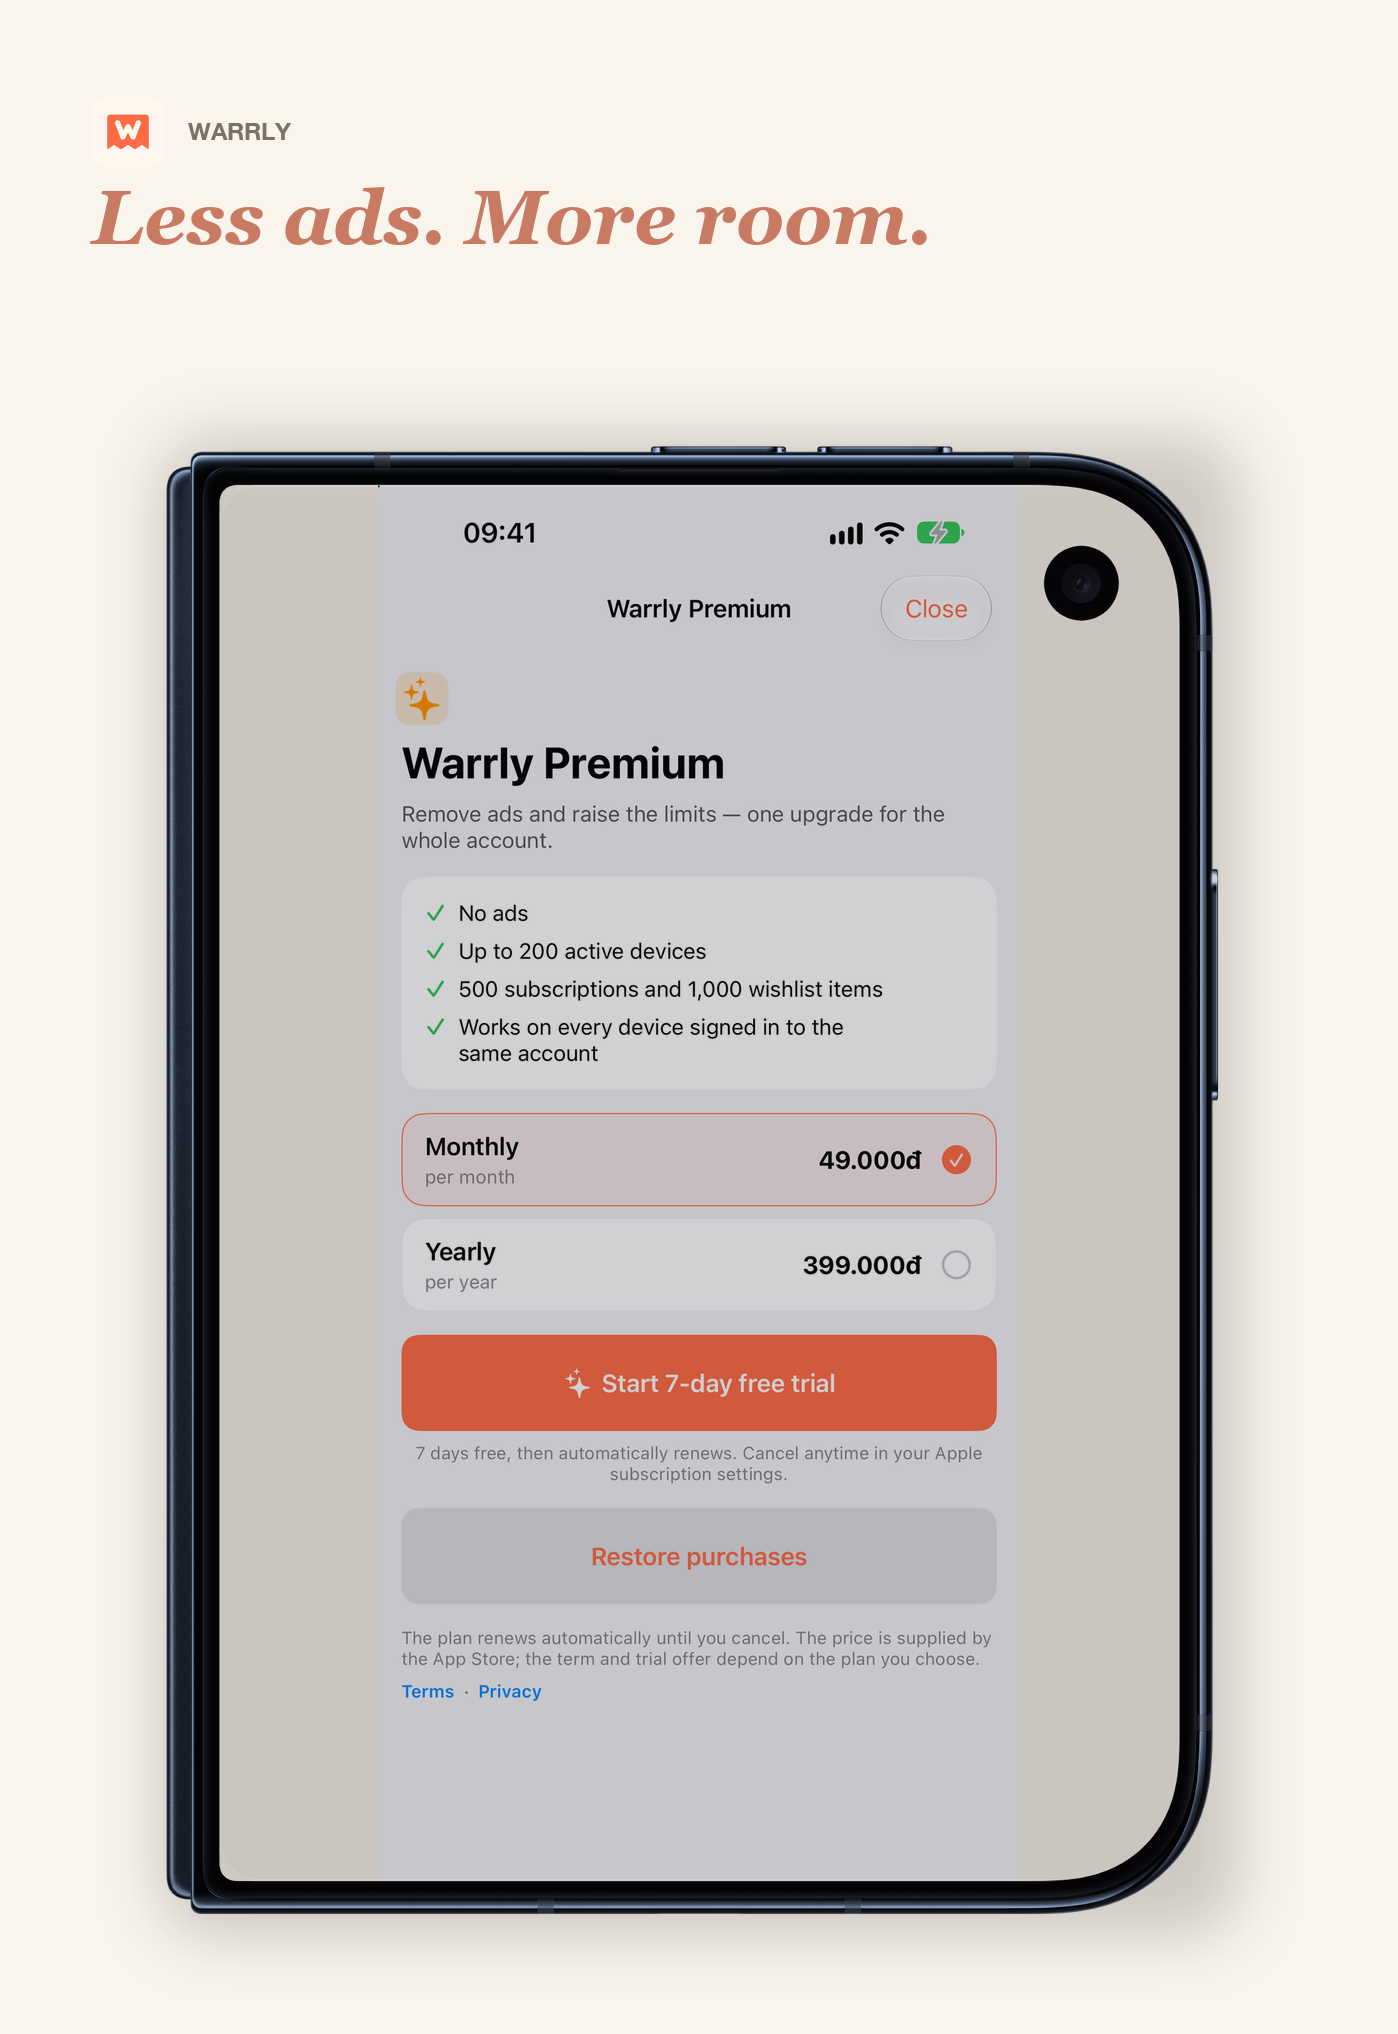 W
WARRLY
Less ads. More room.
09:41
Warrly Premium
Close
Warrly Premium
Remove ads and raise the limits — one upgrade for the
whole account.
No ads
Up to 200 active devices
500 subscriptions and 1,000 wishlist items
Works on every device signed in to the
same account
Monthly
per month
49.000đ
Yearly
per year
399.000đ
Start 7-day free trial
7 days free, then automatically renews. Cancel anytime in your Apple
subscription settings.
Restore purchases
The plan renews automatically until you cancel. The price is supplied by
the App Store; the term and trial offer depend on the plan you choose.
Terms · Privacy